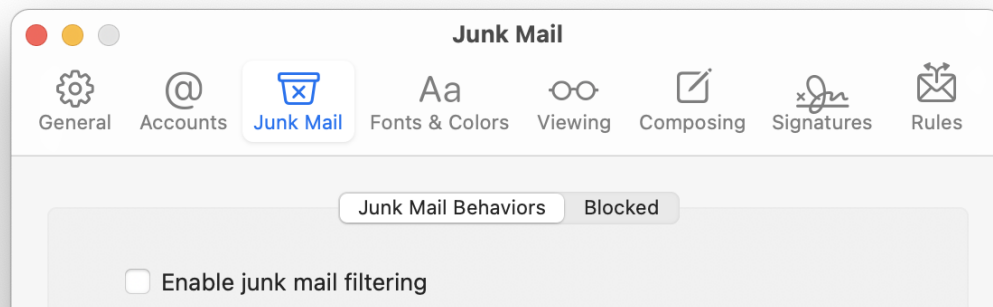 Junk Mail
General Accounts Junk Mail Fonts & Colors Viewing Composing Signatures Rules
Junk Mail Behaviors Blocked
Enable junk mail filtering